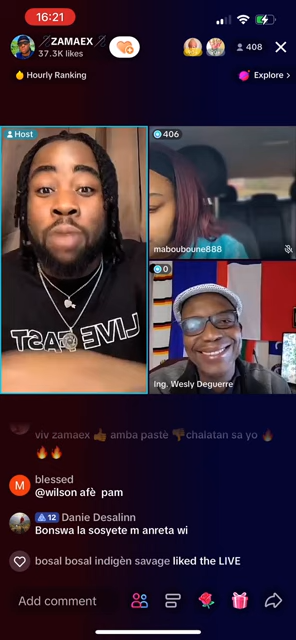 16:21
ZAMAEX
37.3K likes
408
Hourly Ranking
Explore >
Host
406
mabouboune888
LIVE FAST
0
Ing. Wesly Deguerre
viv zamaex 👍 amba pastè 👎chalatan sa yo 🔥
🔥🔥
M
blessed
@wilson afè pam
12 Danie Desalinn
Bonswa la sosyete m anreta wi
bosal bosal indigèn savage liked the LIVE
Add comment